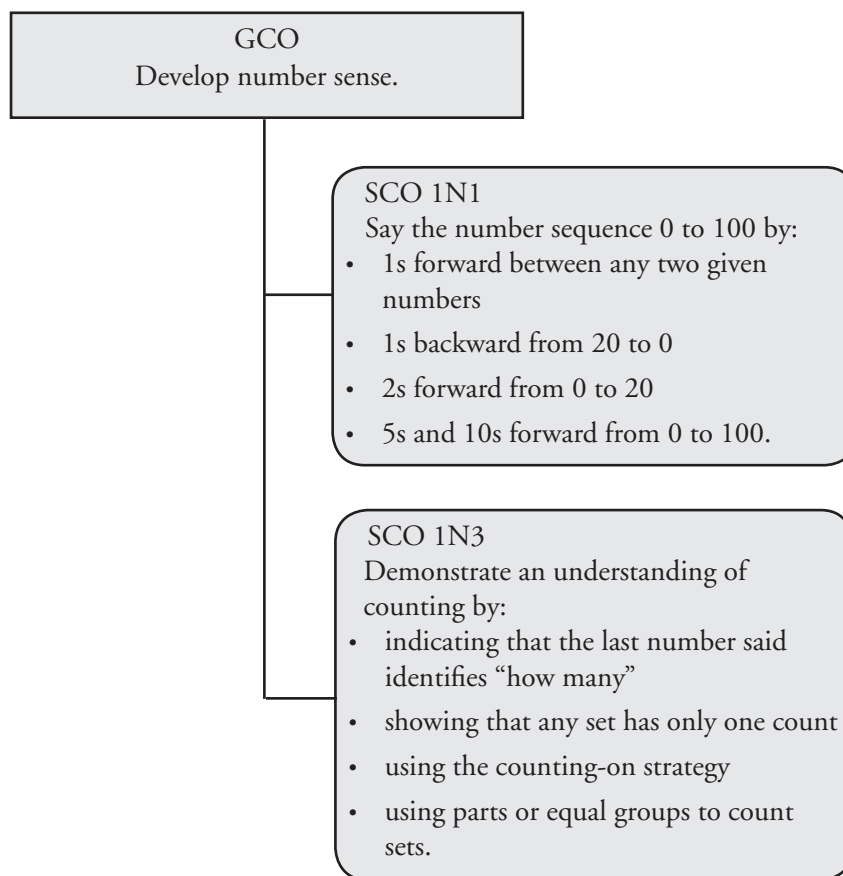 GCO
Develop number sense.
SCO 1N1
Say the number sequence 0 to 100 by:
• 1s forward between any two given
numbers
• 1s backward from 20 to 0
• 2s forward from 0 to 20
• 5s and 10s forward from 0 to 100.
SCO 1N3
Demonstrate an understanding of
counting by:
• indicating that the last number said
identifies “how many”
• showing that any set has only one count
• using the counting-on strategy
• using parts or equal groups to count
sets.